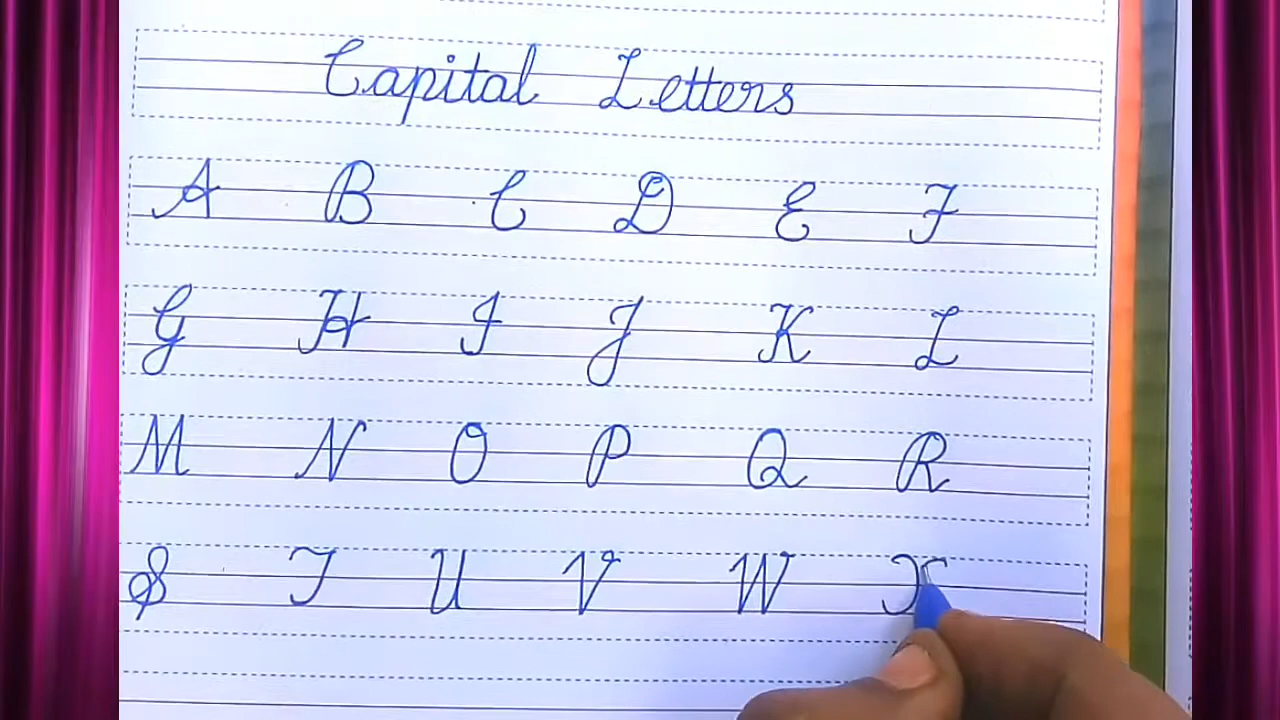 Capital Letters
A B C D E F
G H I J K L
M N O P Q R
S T U V W X